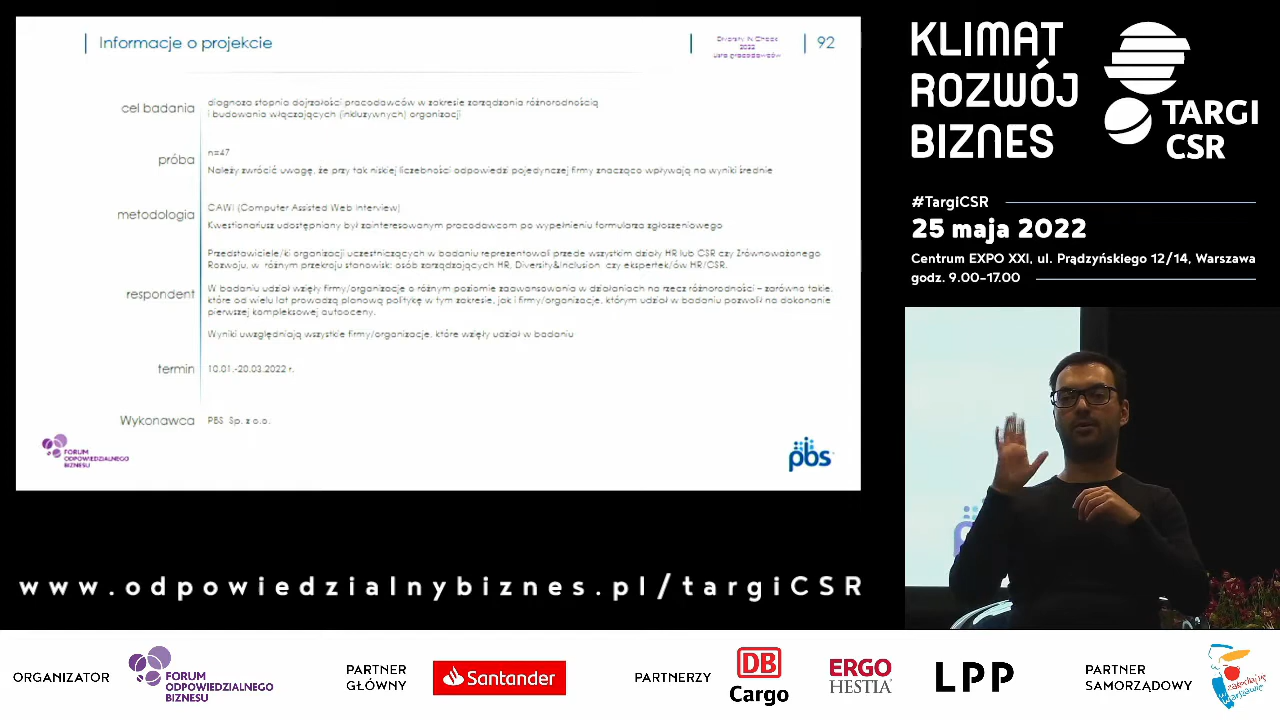 Informacje o projekcie
Diversity IN Check
2022
lista pracodawców
92
cel badania
diagnoza stopnia dojrzałości pracodawców w zakresie zarządzania różnorodnością
i budowania włączających (inkluzywnych) organizacji
próba
n=47
Należy zwrócić uwagę, że przy tak niskiej liczebności odpowiedzi pojedynczej firmy znacząco wpływają na wyniki średnie
metodologia
CAWI (Computer Assisted Web Interview)
Kwestionariusz udostępniany był zainteresowanym pracodawcom po wypełnieniu formularza zgłoszeniowego
respondent
Przedstawiciele/ki organizacji uczestniczących w badaniu reprezentowali przede wszystkim działy HR lub CSR czy Zrównoważonego
Rozwoju, w różnym przekroju stanowisk: osób zarządzających HR, Diversity&Inclusion czy ekspertek/ów HR/CSR.
W badaniu udział wzięły firmy/organizacje o różnym poziomie zaawansowania w działaniach na rzecz różnorodności – zarówno takie,
które od wielu lat prowadzą planową politykę w tym zakresie, jak i firmy/organizacje, którym udział w badaniu pozwolił na dokonanie
pierwszej kompleksowej autooceny.
Wyniki uwzględniają wszystkie firmy/organizacje, które wzięły udział w badaniu
termin
10.01.-20.03.2022 r.
Wykonawca
PBS Sp. z o.o.
FORUM
ODPOWIEDZIALNEGO
BIZNESU
pbs
KLIMAT
ROZWÓJ
BIZNES
TARGI
CSR
#TargiCSR
25 maja 2022
Centrum EXPO XXI, ul. Prądzyńskiego 12/14, Warszawa
godz. 9.00-17.00
www.odpowiedzialnybiznes.pl/targiCSR
ORGANIZATOR
FORUM
ODPOWIEDZIALNEGO
BIZNESU
PARTNER
GŁÓWNY
Santander
PARTNERZY
DB
Cargo
ERGO
HESTIA
LPP
PARTNER
SAMORZĄDOWY
zakochaj się
w Warszawie